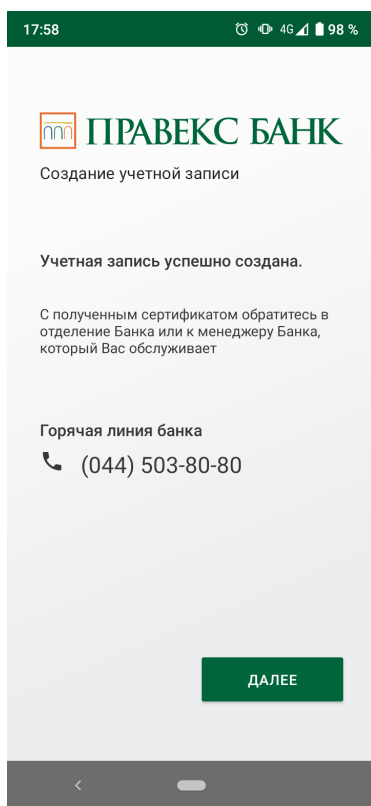 17:58 4G 98 %
ПРАВЕКС БАНК
Создание учетной записи
Учетная запись успешно создана.
С полученным сертификатом обратитесь в
отделение Банка или к менеджеру Банка,
который Вас обслуживает
Горячая линия банка
(044) 503-80-80
ДАЛЕЕ